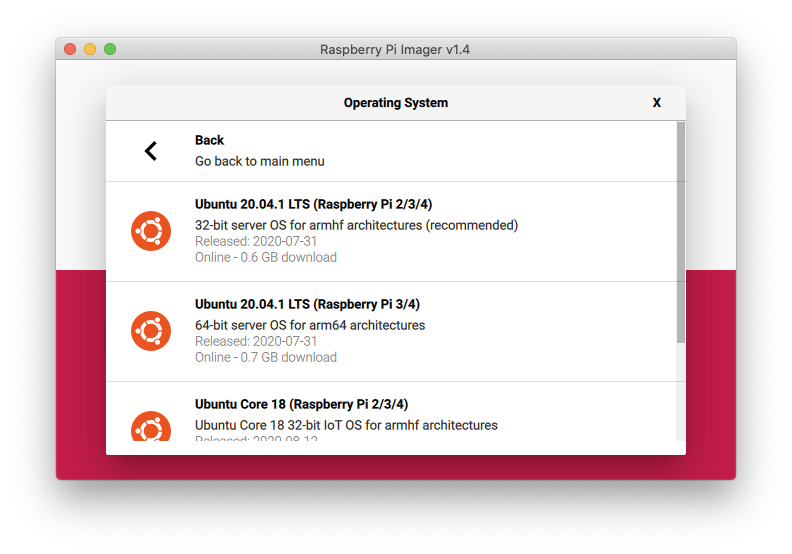 Raspberry Pi Imager v1.4
Operating System X
Back
Go back to main menu
Ubuntu 20.04.1 LTS (Raspberry Pi 2/3/4)
32-bit server OS for armhf architectures (recommended)
Released: 2020-07-31
Online - 0.6 GB download
Ubuntu 20.04.1 LTS (Raspberry Pi 3/4)
64-bit server OS for arm64 architectures
Released: 2020-07-31
Online - 0.7 GB download
Ubuntu Core 18 (Raspberry Pi 2/3/4)
Ubuntu Core 18 32-bit IoT OS for armhf architectures
Released: 2020-08-12